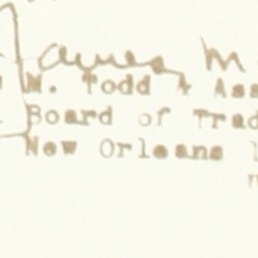 James M
M. Todd & Ass
Board of Trad
New Orleans